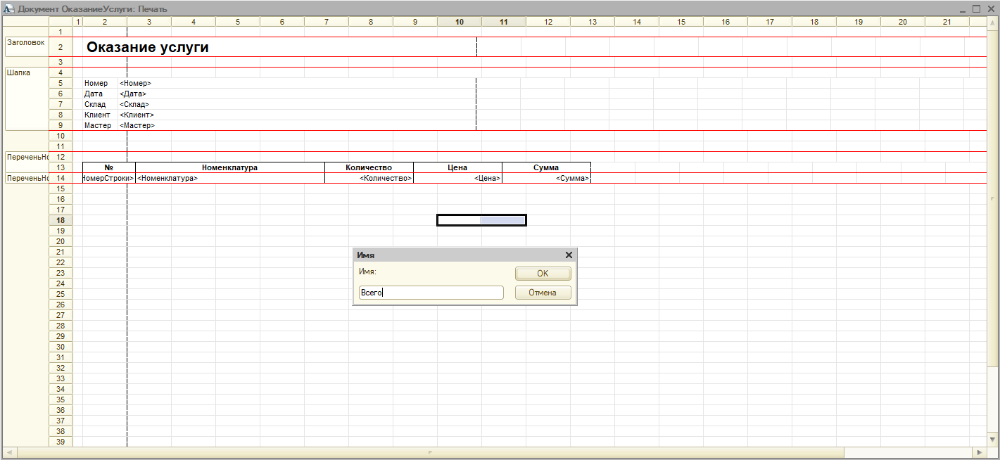 Документ ОказаниеУслуги: Печать
1 2 3 4 5 6 7 8 9 10 11 12 13 14 15 16 17 18 19 20 21
1
Заголовок 2 Оказание услуги
3
Шапка 4
5 Номер <Номер>
6 Дата <Дата>
7 Склад <Склад>
8 Клиент <Клиент>
9 Мастер <Мастер>
10
11
ПереченьНо 12
13 № Номенклатура Количество Цена Сумма
ПереченьНо 14 НомерСтроки> <Номенклатура> <Количество> <Цена> <Сумма>
15
16
17
18
19
20
21
Имя
22
23 Имя: OK
24
25 Всего Отмена
26
27
28
29
30
31
32
33
34
35
36
37
38
39